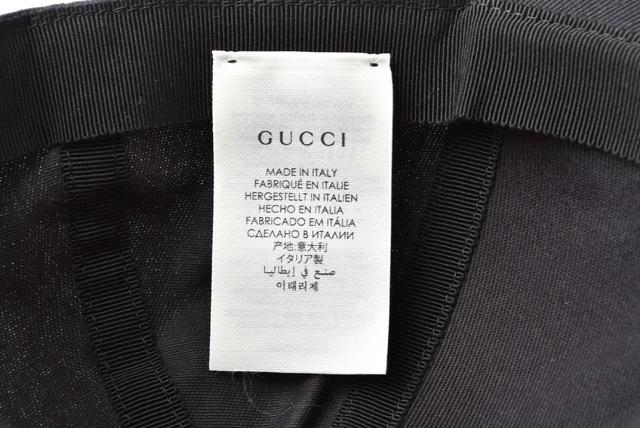 GUCCI
MADE IN ITALY
FABRIQUÉ EN ITALIE
HERGESTELLT IN ITALIEN
HECHO EN ITALIA
FABRICADO EM ITÁLIA
СДЕЛАНО В ИТАЛИИ
产地:意大利
イタリア製
صنع في إيطاليا
이태리제